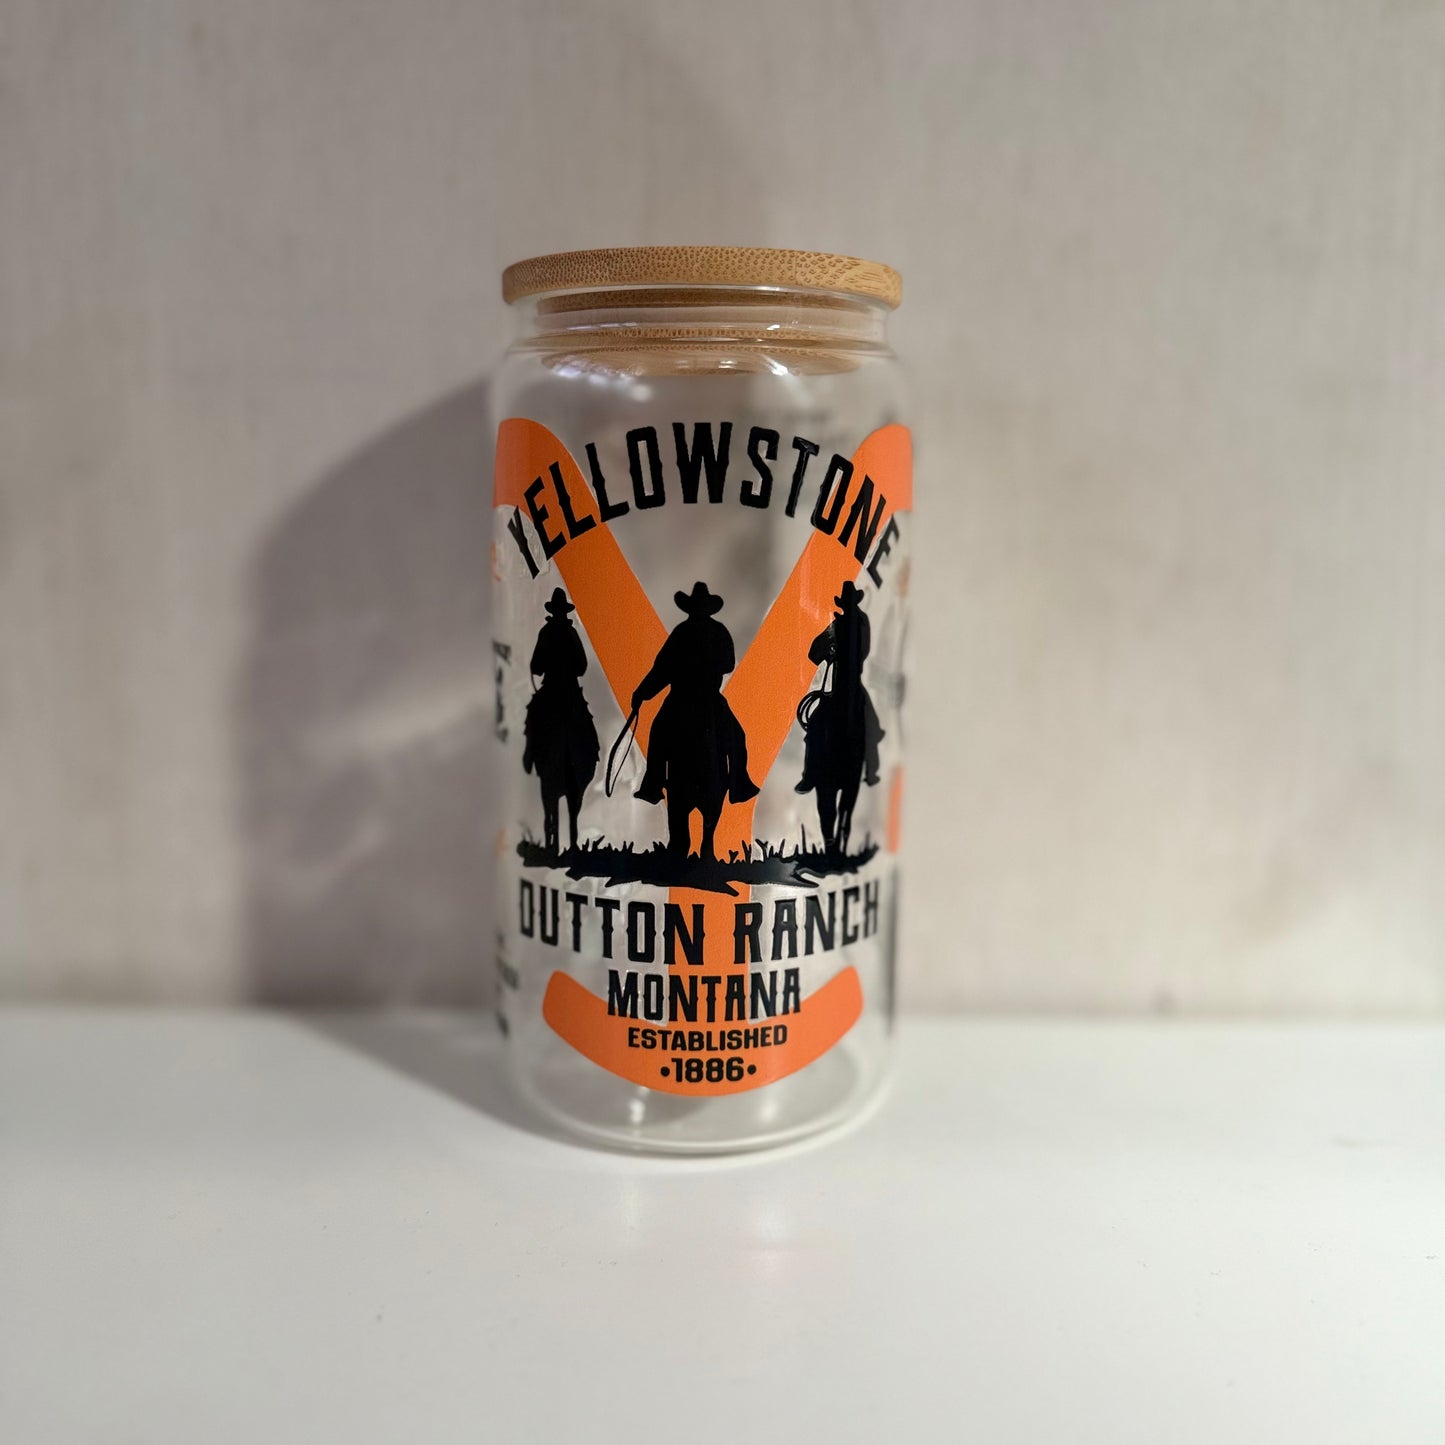 YELLOWSTONE
DUTTON RANCH
MONTANA
ESTABLISHED
•1886•